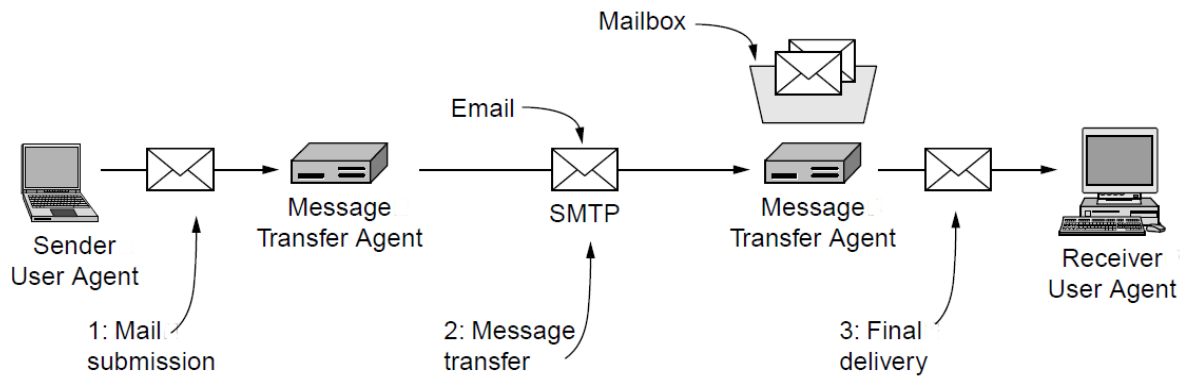 Mailbox
Email
SMTP
Sender
User Agent
Message
Transfer Agent
Message
Transfer Agent
Receiver
User Agent
1: Mail
submission
2: Message
transfer
3: Final
delivery